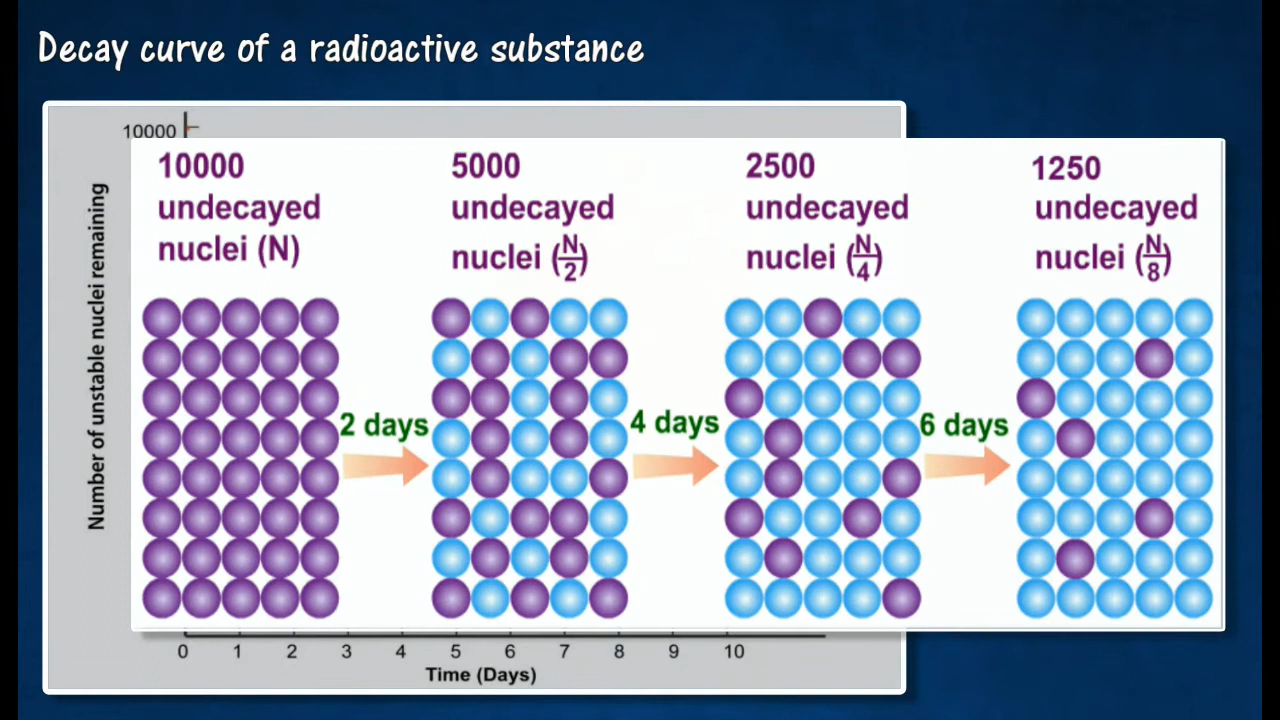 Decay curve of a radioactive substance
10000
Number of unstable nuclei remaining
10000
undecayed
nuclei (N)
5000
undecayed
nuclei (N/2)
2500
undecayed
nuclei (N/4)
1250
undecayed
nuclei (N/8)
2 days
4 days
6 days
0 1 2 3 4 5 6 7 8 9 10
Time (Days)